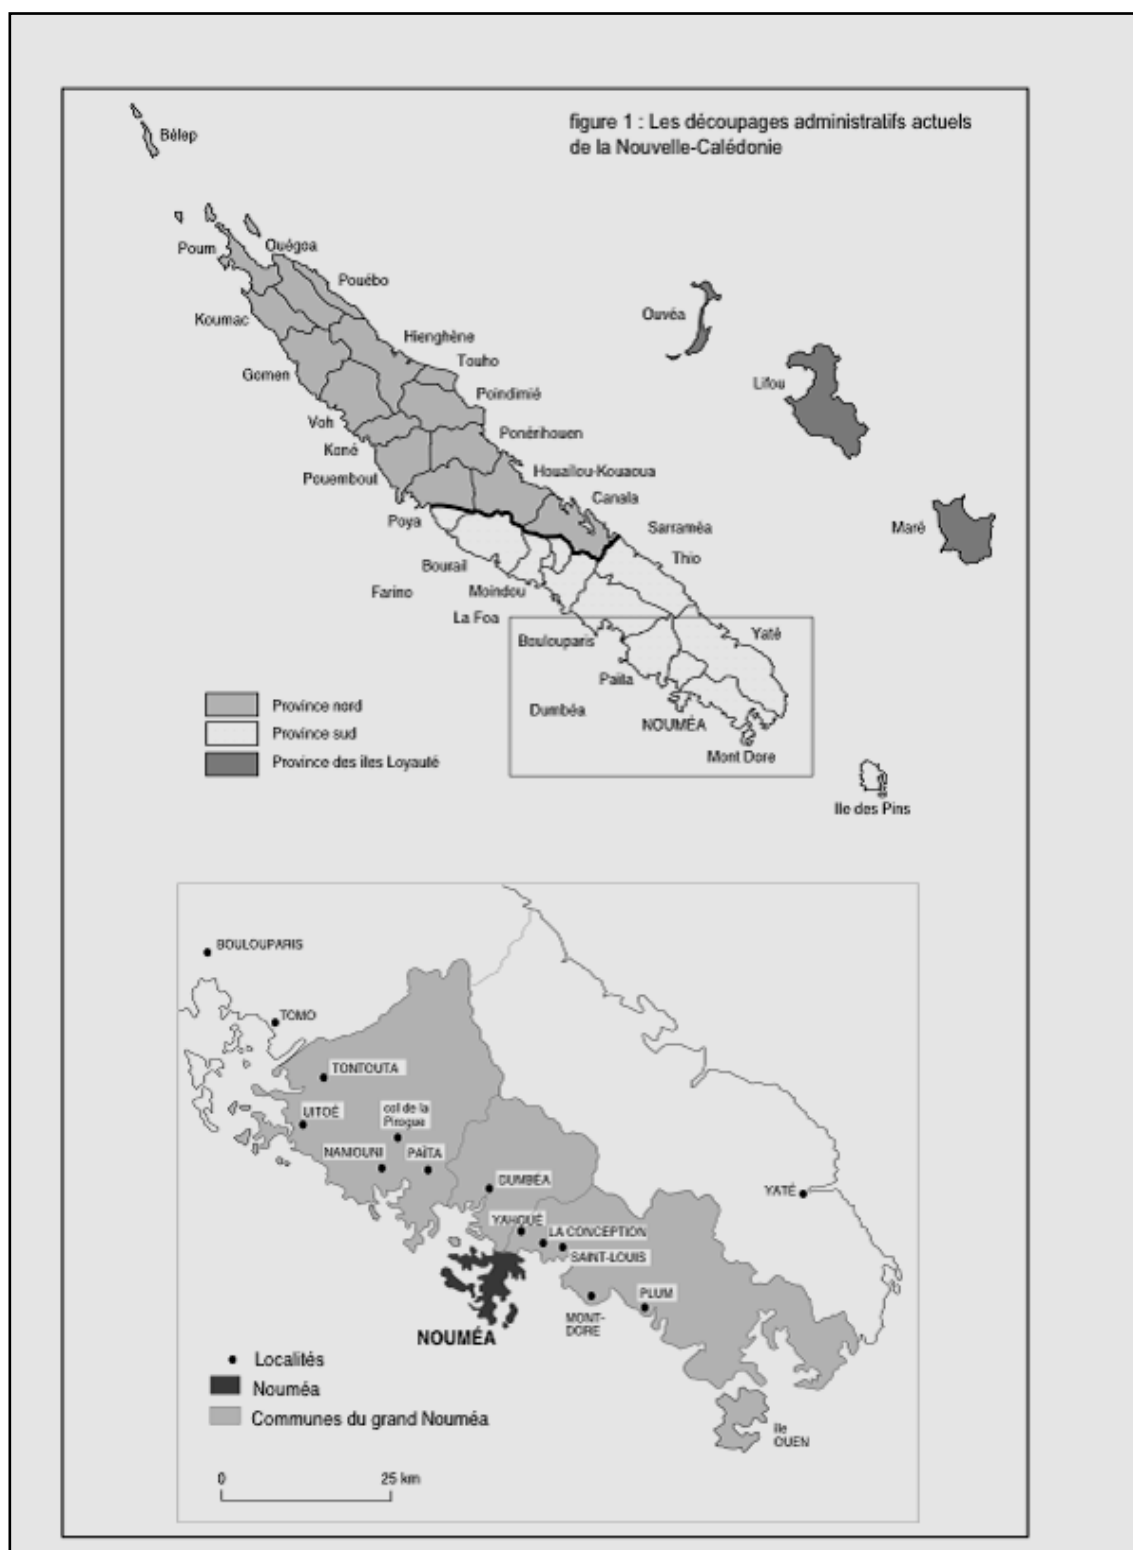 figure 1 : Les découpages administratifs actuels
de la Nouvelle-Calédonie
Bélep
Poum
Ouégoa
Pouébo
Koumac
Ouvéa
Hienghène
Touho
Gomen
Lifou
Poindimié
Voh
Ponérihouen
Koné
Houaïlou-Kouaoua
Pouembout
Canala
Poya
Sarraméa
Maré
Thio
Bourail
Farino
Moindou
La Foa
Boulouparis
Yaté
Païta
Province nord
Dumbéa
NOUMÉA
Province sud
Mont Dore
Province des îles Loyauté
Ile des Pins
BOULOUPARIS
TOMO
TONTOUTA
UITOÉ
col de la
Pirogue
NANIOUNI
PAÏTA
DUMBÉA
YATÉ
YAHOUÉ
LA CONCEPTION
SAINT-LOUIS
PLUM
MONT-
DORE
NOUMÉA
Localités
Nouméa
Communes du grand Nouméa
Ile
OUEN
0 25 km